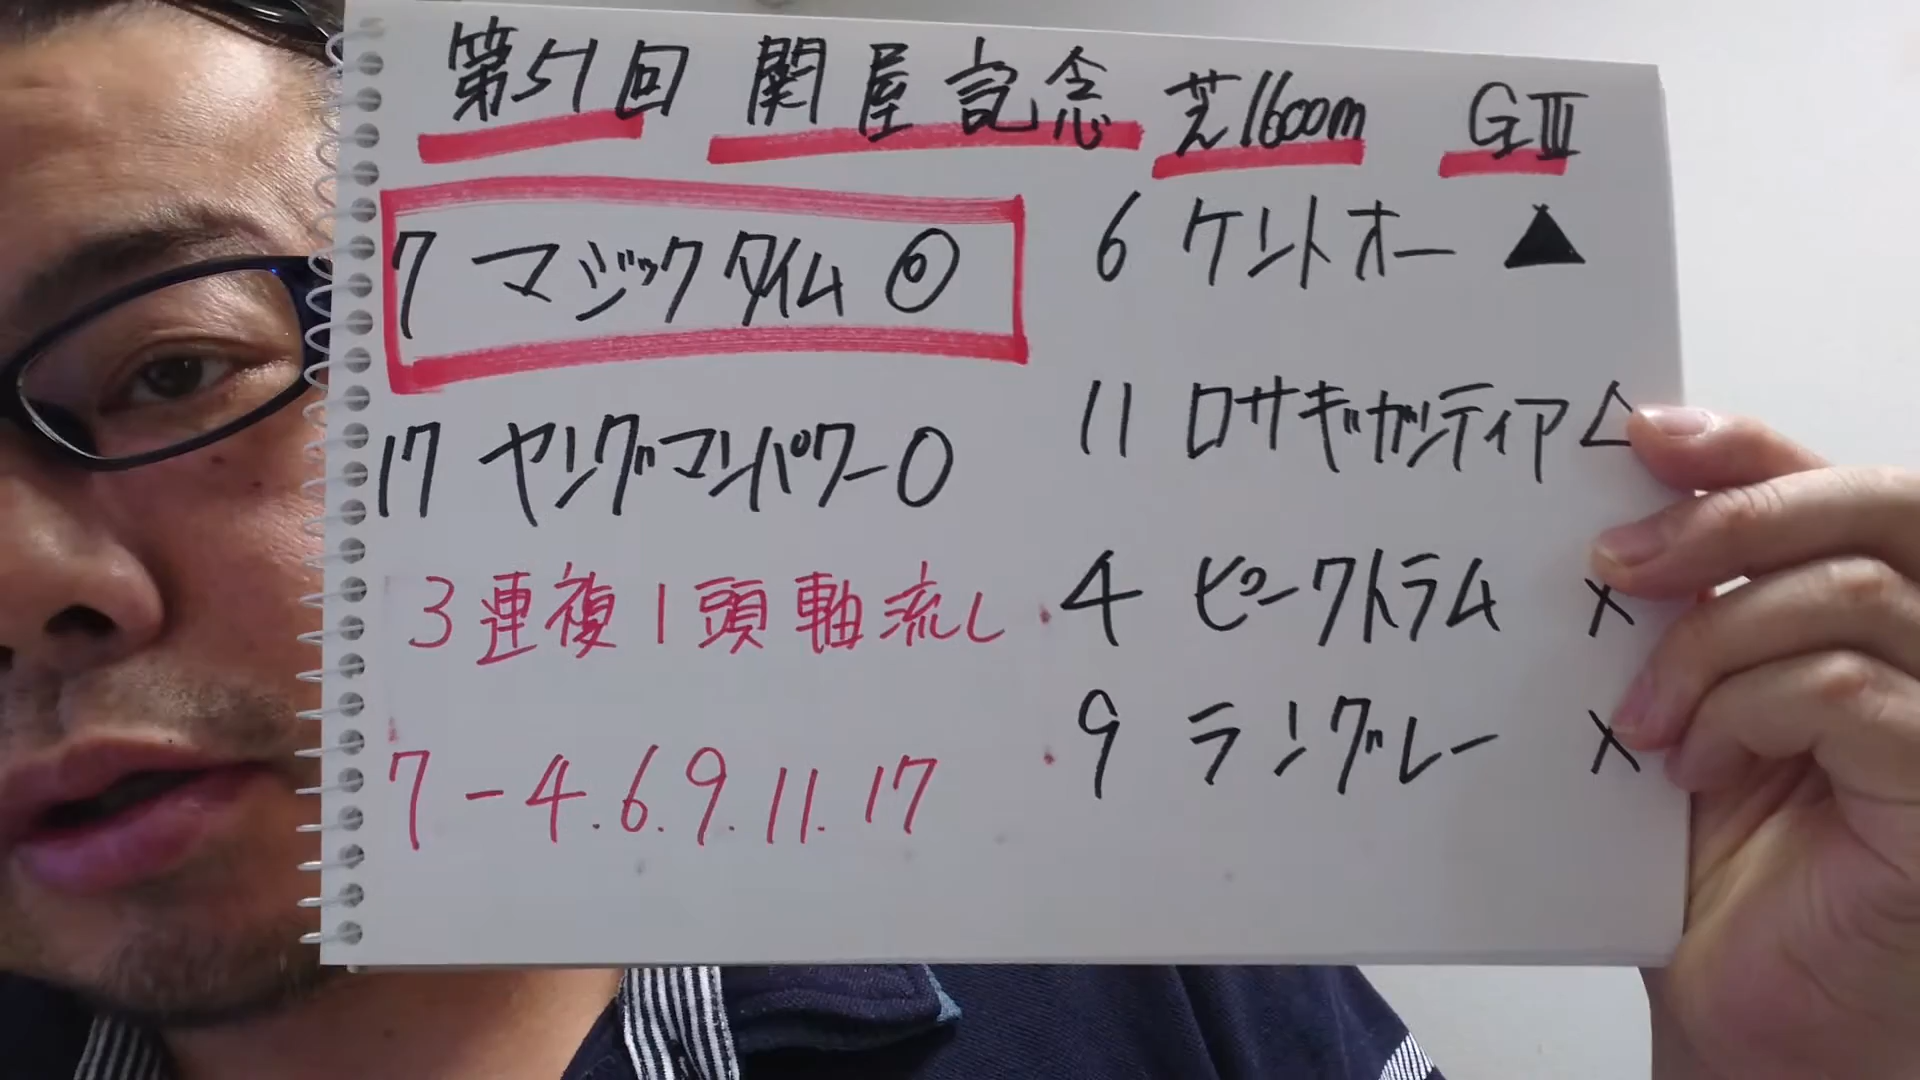 第51回 関屋記念 芝1600m GⅢ
7 マジックタイム ◎
17 ヤングマンパワー ○
3連複1頭軸流し
7-4.6.9.11.17
6 ケントオー ▲
11 ロサギガンティア △
4 ピークトラム ×
9 ラングレー ×